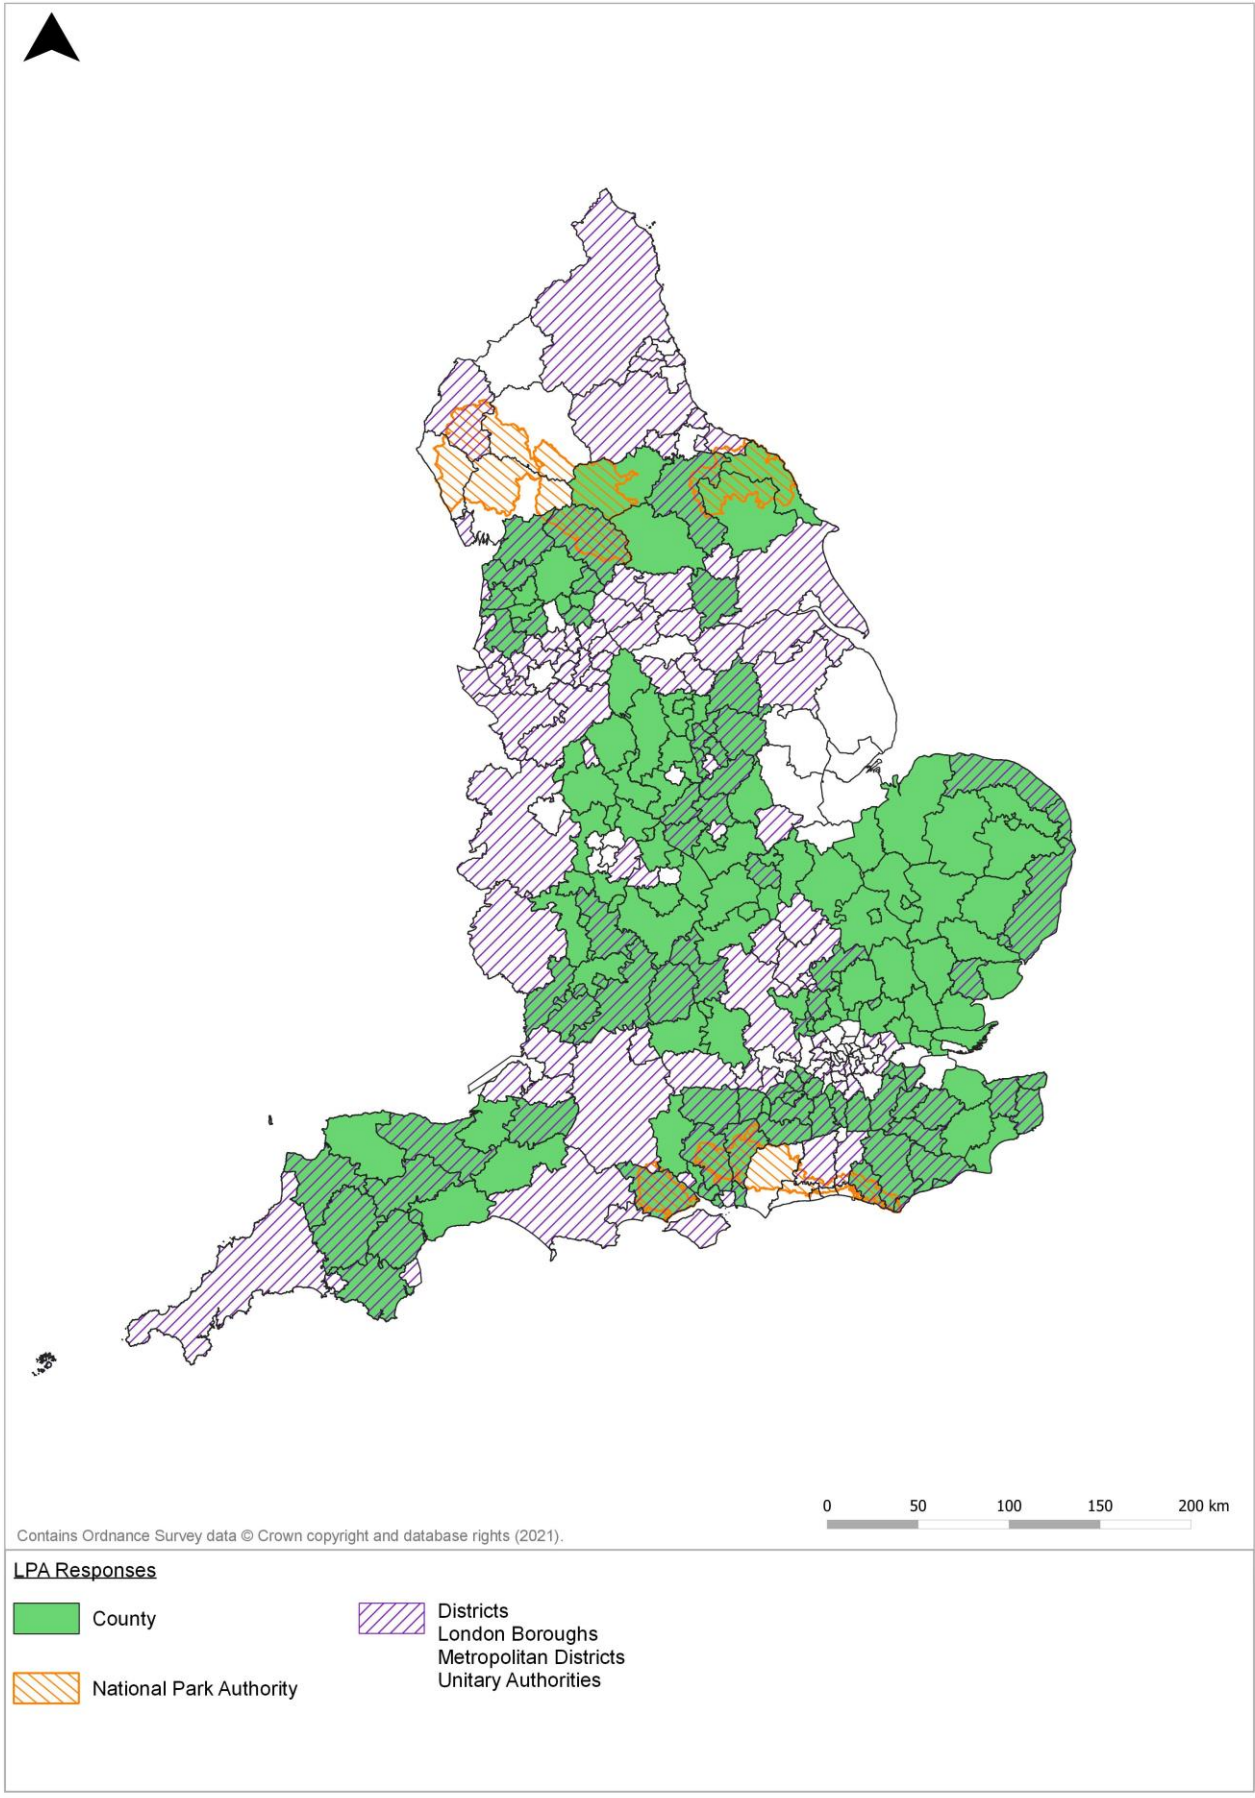 0 50 100 150 200 km
Contains Ordnance Survey data © Crown copyright and database rights (2021).
LPA Responses
County
National Park Authority
Districts
London Boroughs
Metropolitan Districts
Unitary Authorities